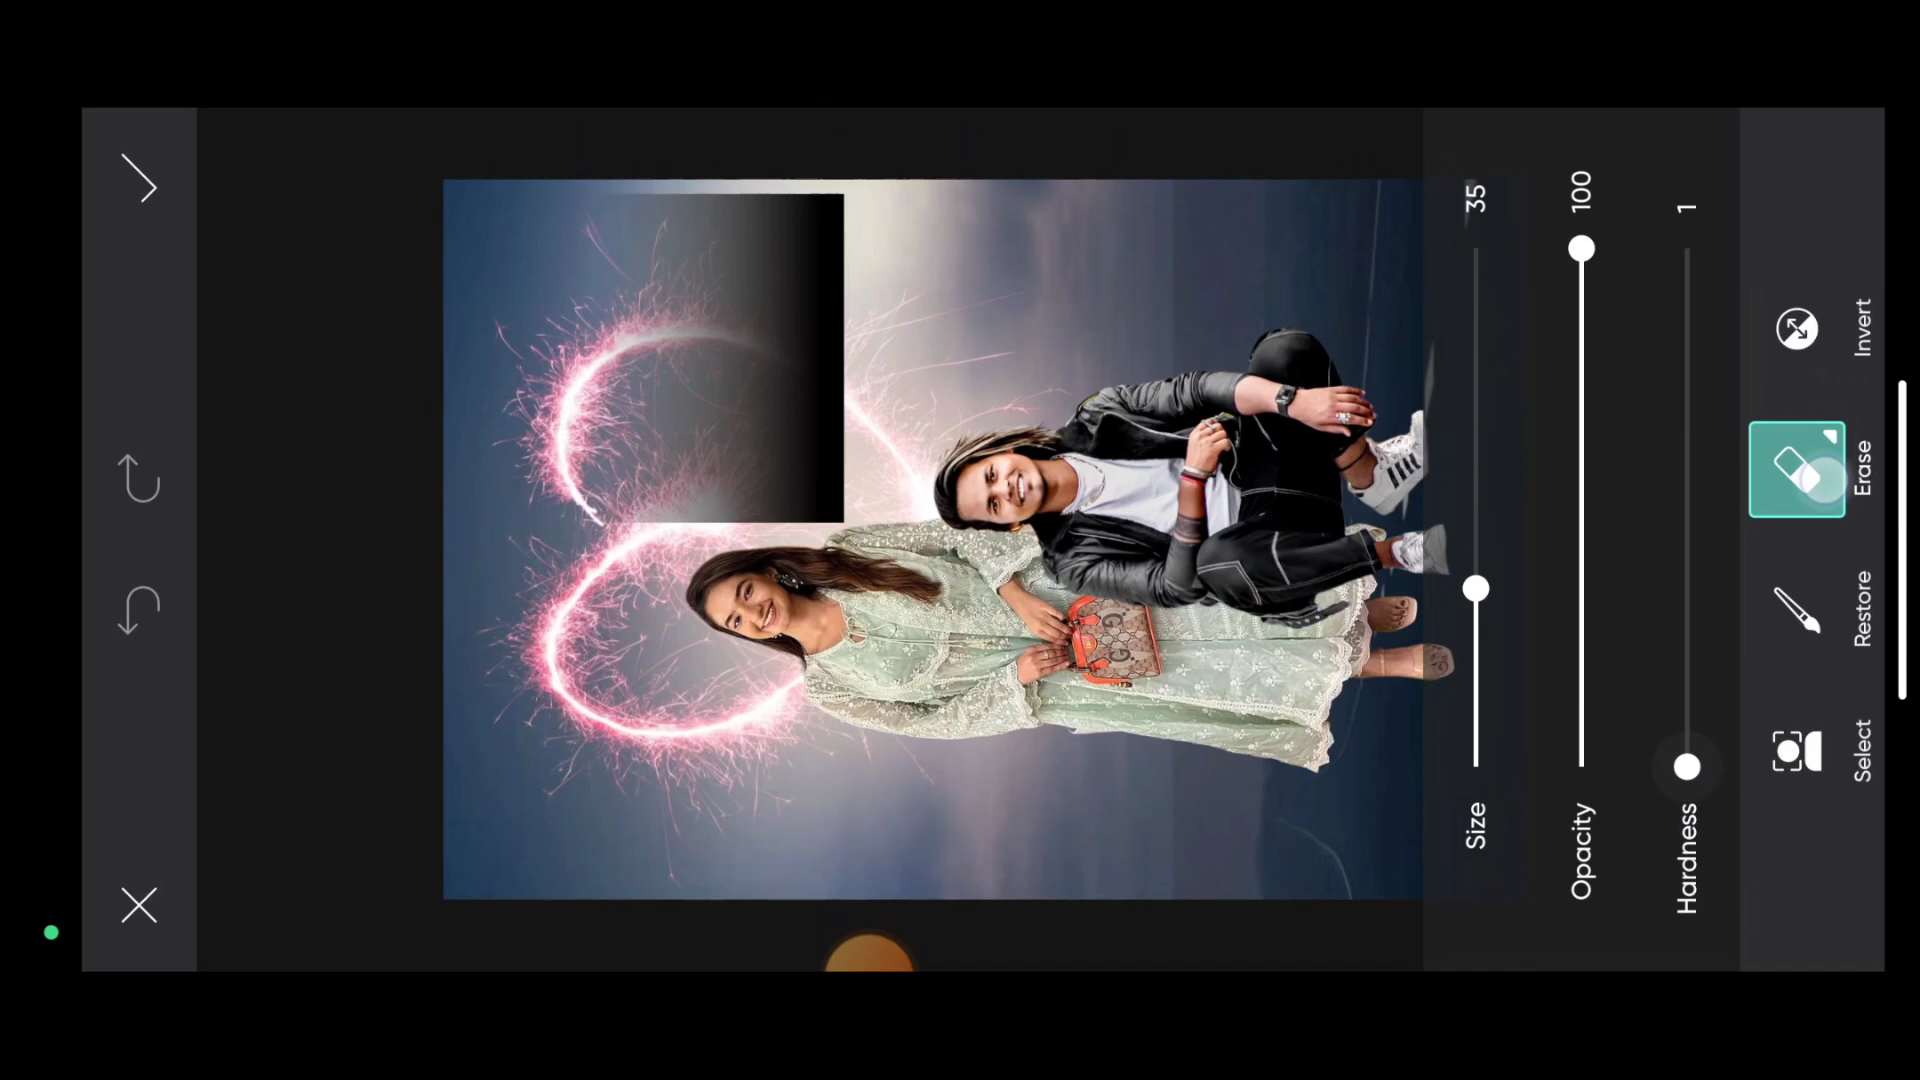 Size 35
Opacity 100
Hardness 1
Select
Restore
Erase
Invert